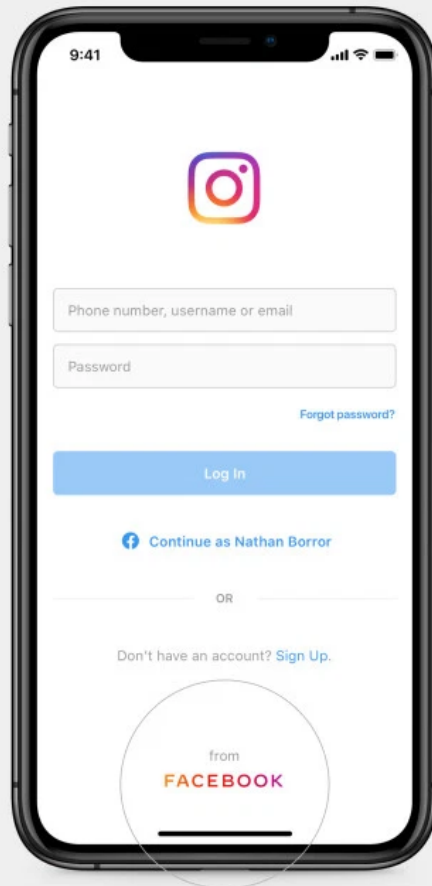 9:41
Phone number, username or email
Password
Forgot password?
Log In
Continue as Nathan Borror
OR
Don't have an account? Sign Up.
from
FACEBOOK